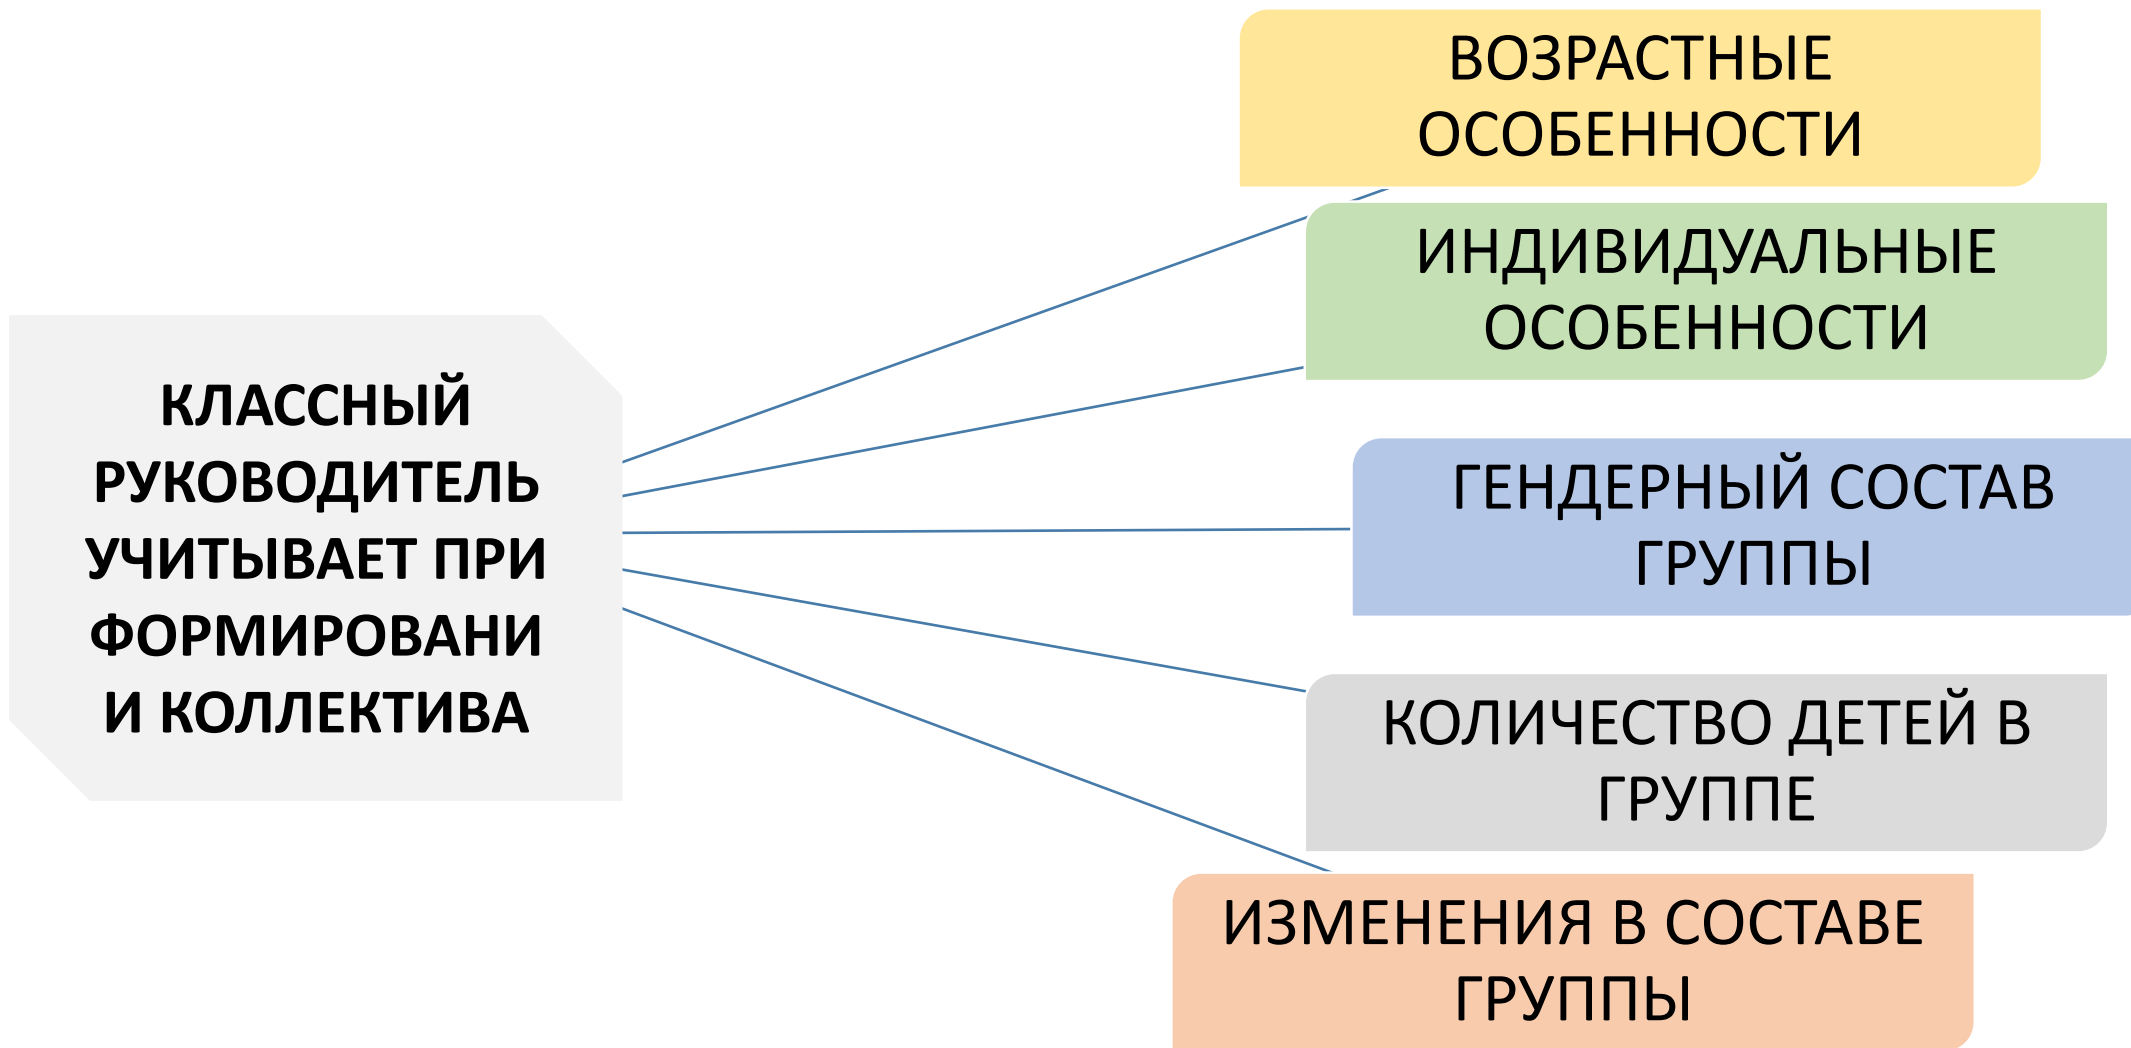 ВОЗРАСТНЫЕ
ОСОБЕННОСТИ
ИНДИВИДУАЛЬНЫЕ
ОСОБЕННОСТИ
КЛАССНЫЙ
РУКОВОДИТЕЛЬ
УЧИТЫВАЕТ ПРИ
ФОРМИРОВАНИ
И КОЛЛЕКТИВА
ГЕНДЕРНЫЙ СОСТАВ
ГРУППЫ
КОЛИЧЕСТВО ДЕТЕЙ В
ГРУППЕ
ИЗМЕНЕНИЯ В СОСТАВЕ
ГРУППЫ